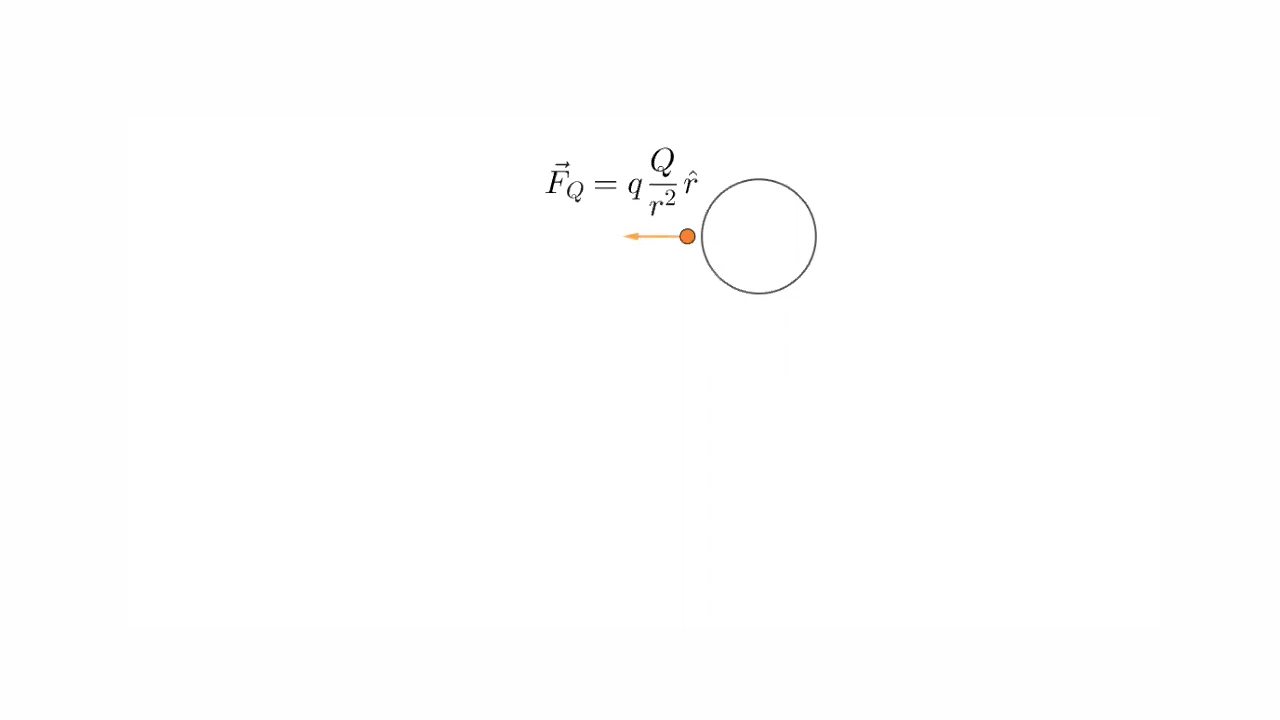 $\vec{F}_Q = q \frac{Q}{r^2} \hat{r}$